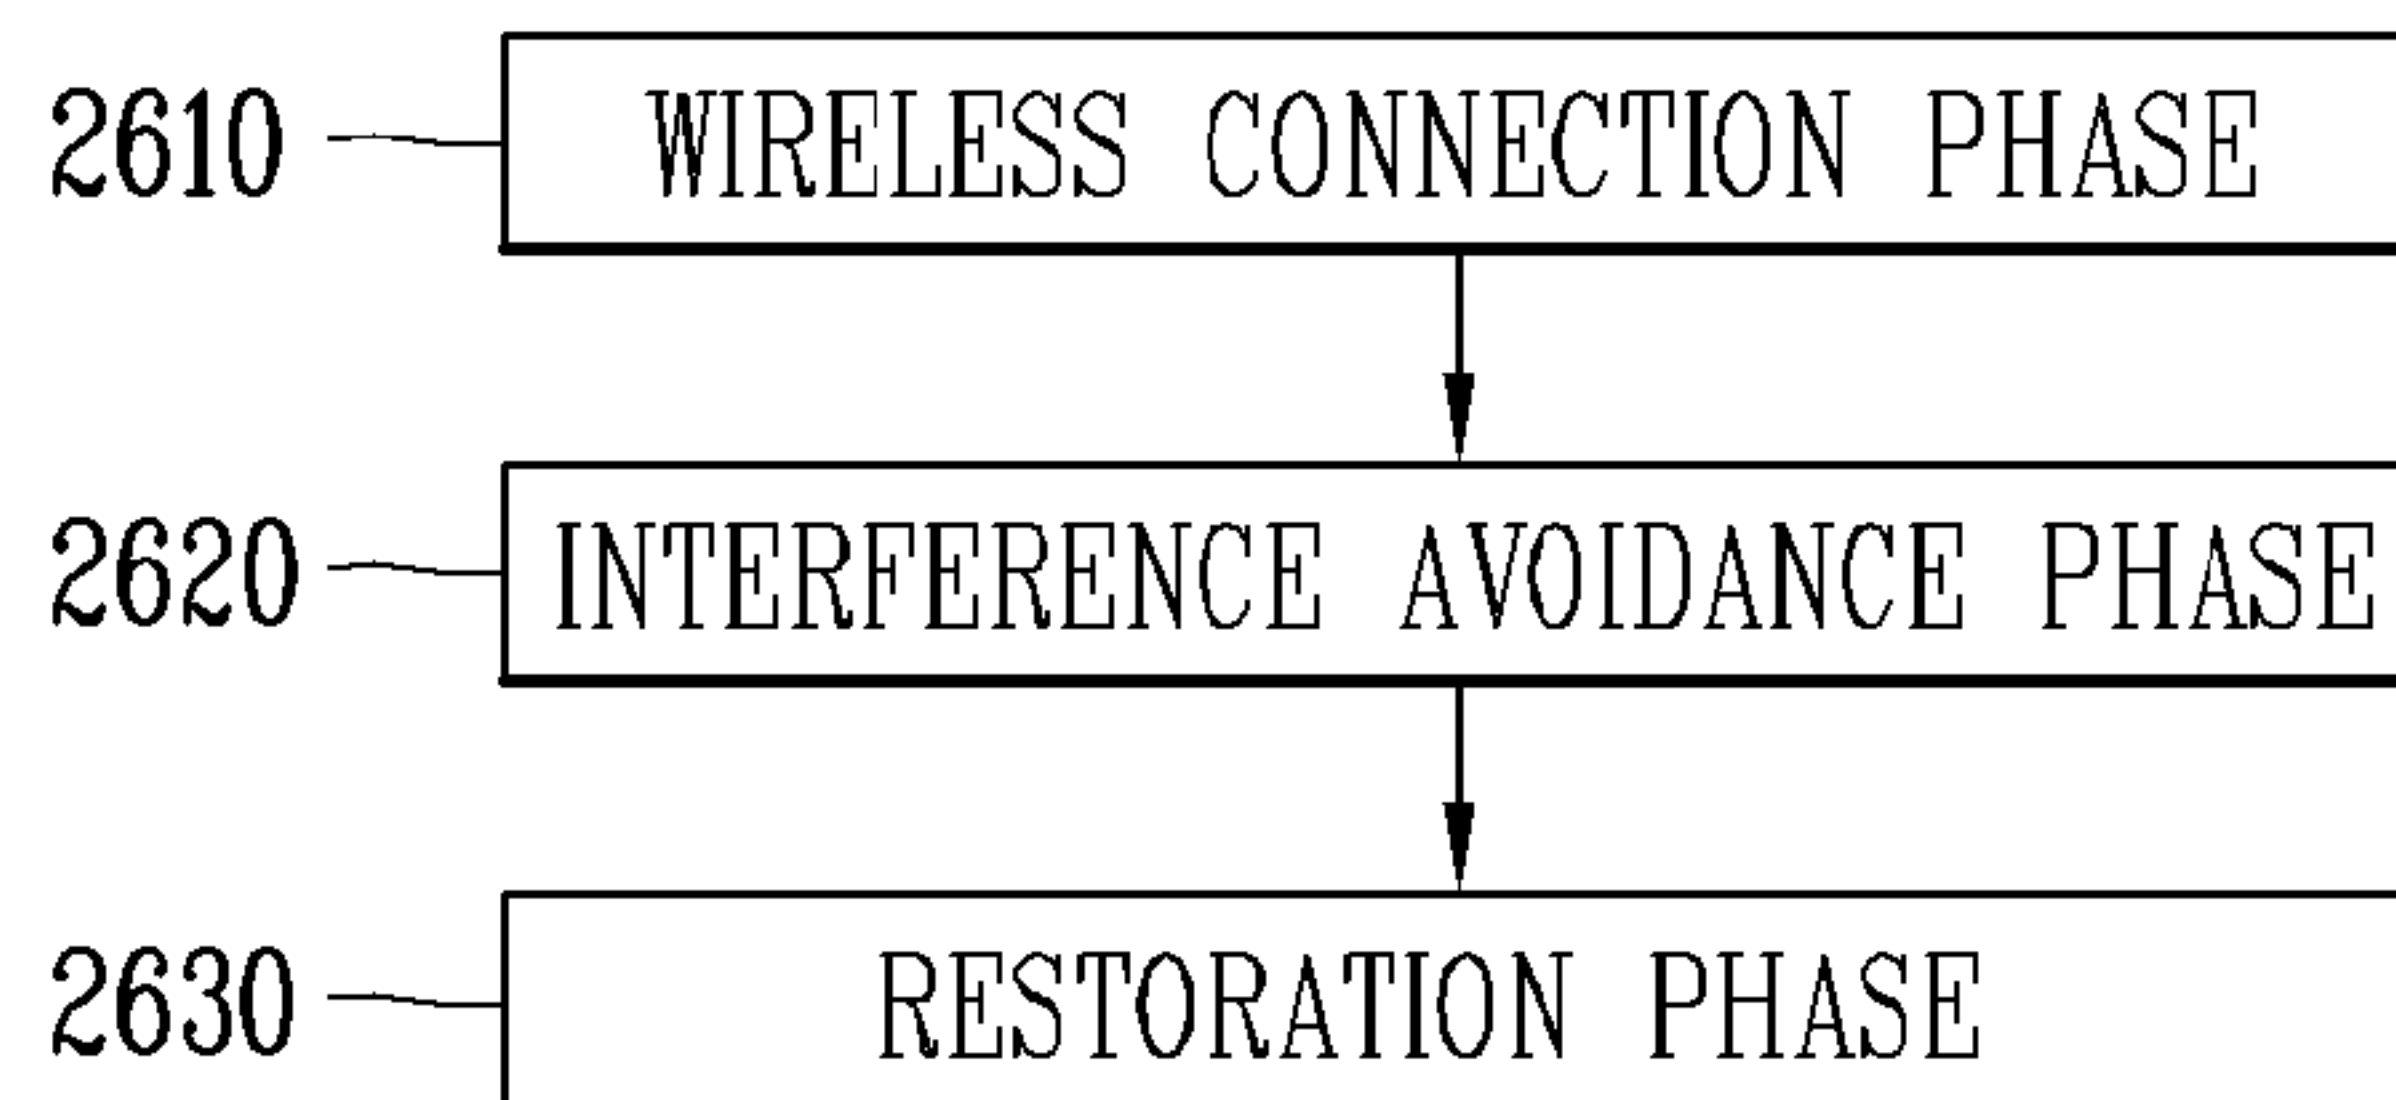 2610 WIRELESS CONNECTION PHASE
2620 INTERFERENCE AVOIDANCE PHASE
2630 RESTORATION PHASE